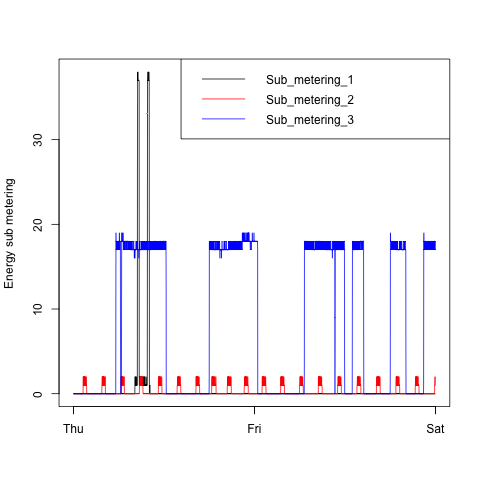 Sub_metering_1
Sub_metering_2
Sub_metering_3
Energy sub metering
30
20
10
0
Thu Fri Sat